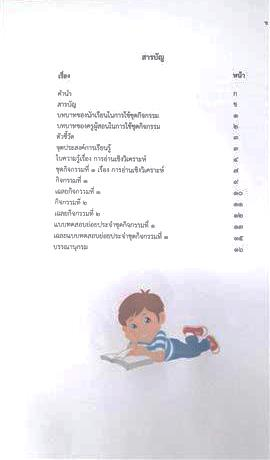 ข
สารบัญ
เรื่อง หน้า
คำนำ ก
สารบัญ ข
บทบาทของนักเรียนในการใช้ชุดกิจกรรม ๑
บทบาทของครูผู้สอนในการใช้ชุดกิจกรรม ๒
ตัวชี้วัด ๓
จุดประสงค์การเรียนรู้ ๓
ใบความรู้เรื่อง การอ่านเชิงวิเคราะห์ ๔
ชุดกิจกรรมที่ ๑ เรื่อง การอ่านเชิงวิเคราะห์ ๗
กิจกรรมที่ ๑ ๙
เฉลยกิจกรรมที่ ๑ ๑๐
กิจกรรมที่ ๒ ๑๑
เฉลยกิจกรรมที่ ๒ ๑๒
แบบทดสอบย่อยประจำชุดกิจกรรมที่ ๑ ๑๓
เฉลยแบบทดสอบย่อยประจำชุดกิจกรรมที่ ๑ ๑๕
บรรณานุกรม ๑๖